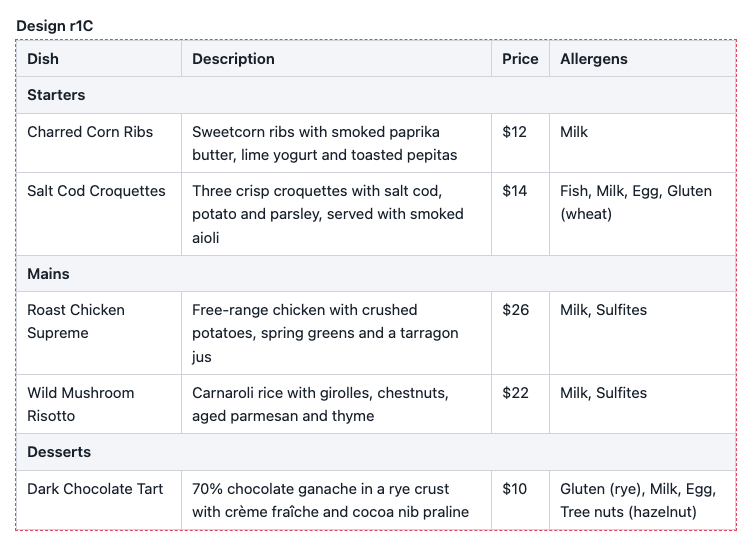 Design r1C
Dish Description Price Allergens
Starters
Charred Corn Ribs Sweetcorn ribs with smoked paprika $12 Milk
butter, lime yogurt and toasted pepitas
Salt Cod Croquettes Three crisp croquettes with salt cod, $14 Fish, Milk, Egg, Gluten
potato and parsley, served with smoked (wheat)
aioli
Mains
Roast Chicken Free-range chicken with crushed $26 Milk, Sulfites
Supreme potatoes, spring greens and a tarragon
jus
Wild Mushroom Carnaroli rice with girolles, chestnuts, $22 Milk, Sulfites
Risotto aged parmesan and thyme
Desserts
Dark Chocolate Tart 70% chocolate ganache in a rye crust $10 Gluten (rye), Milk, Egg,
with crème fraîche and cocoa nib praline Tree nuts (hazelnut)